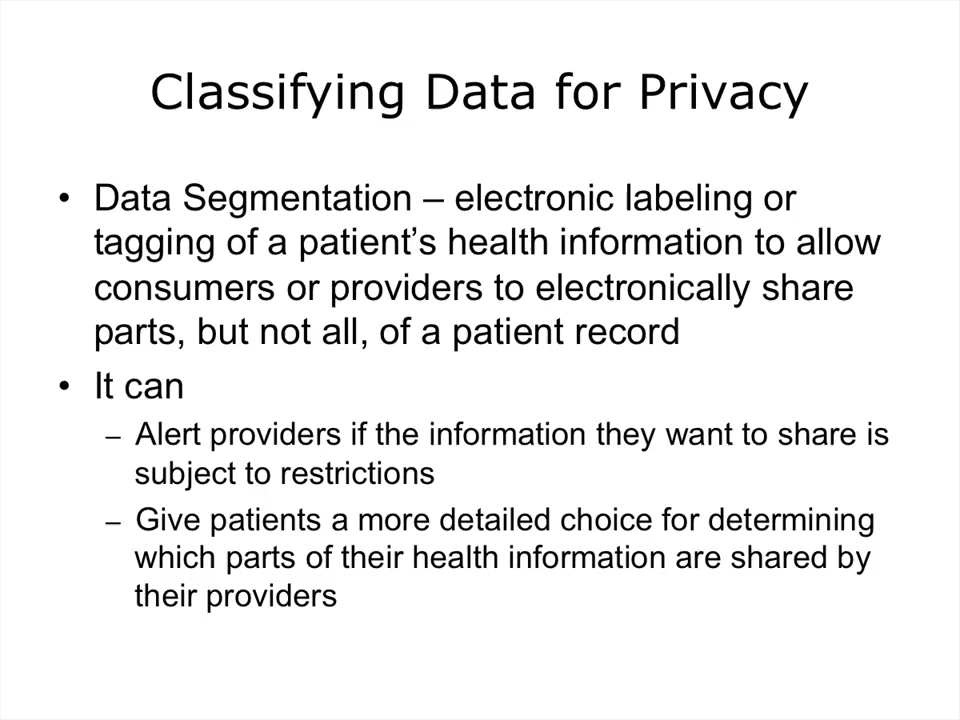 Classifying Data for Privacy
• Data Segmentation – electronic labeling or
tagging of a patient’s health information to allow
consumers or providers to electronically share
parts, but not all, of a patient record
• It can
– Alert providers if the information they want to share is
subject to restrictions
– Give patients a more detailed choice for determining
which parts of their health information are shared by
their providers